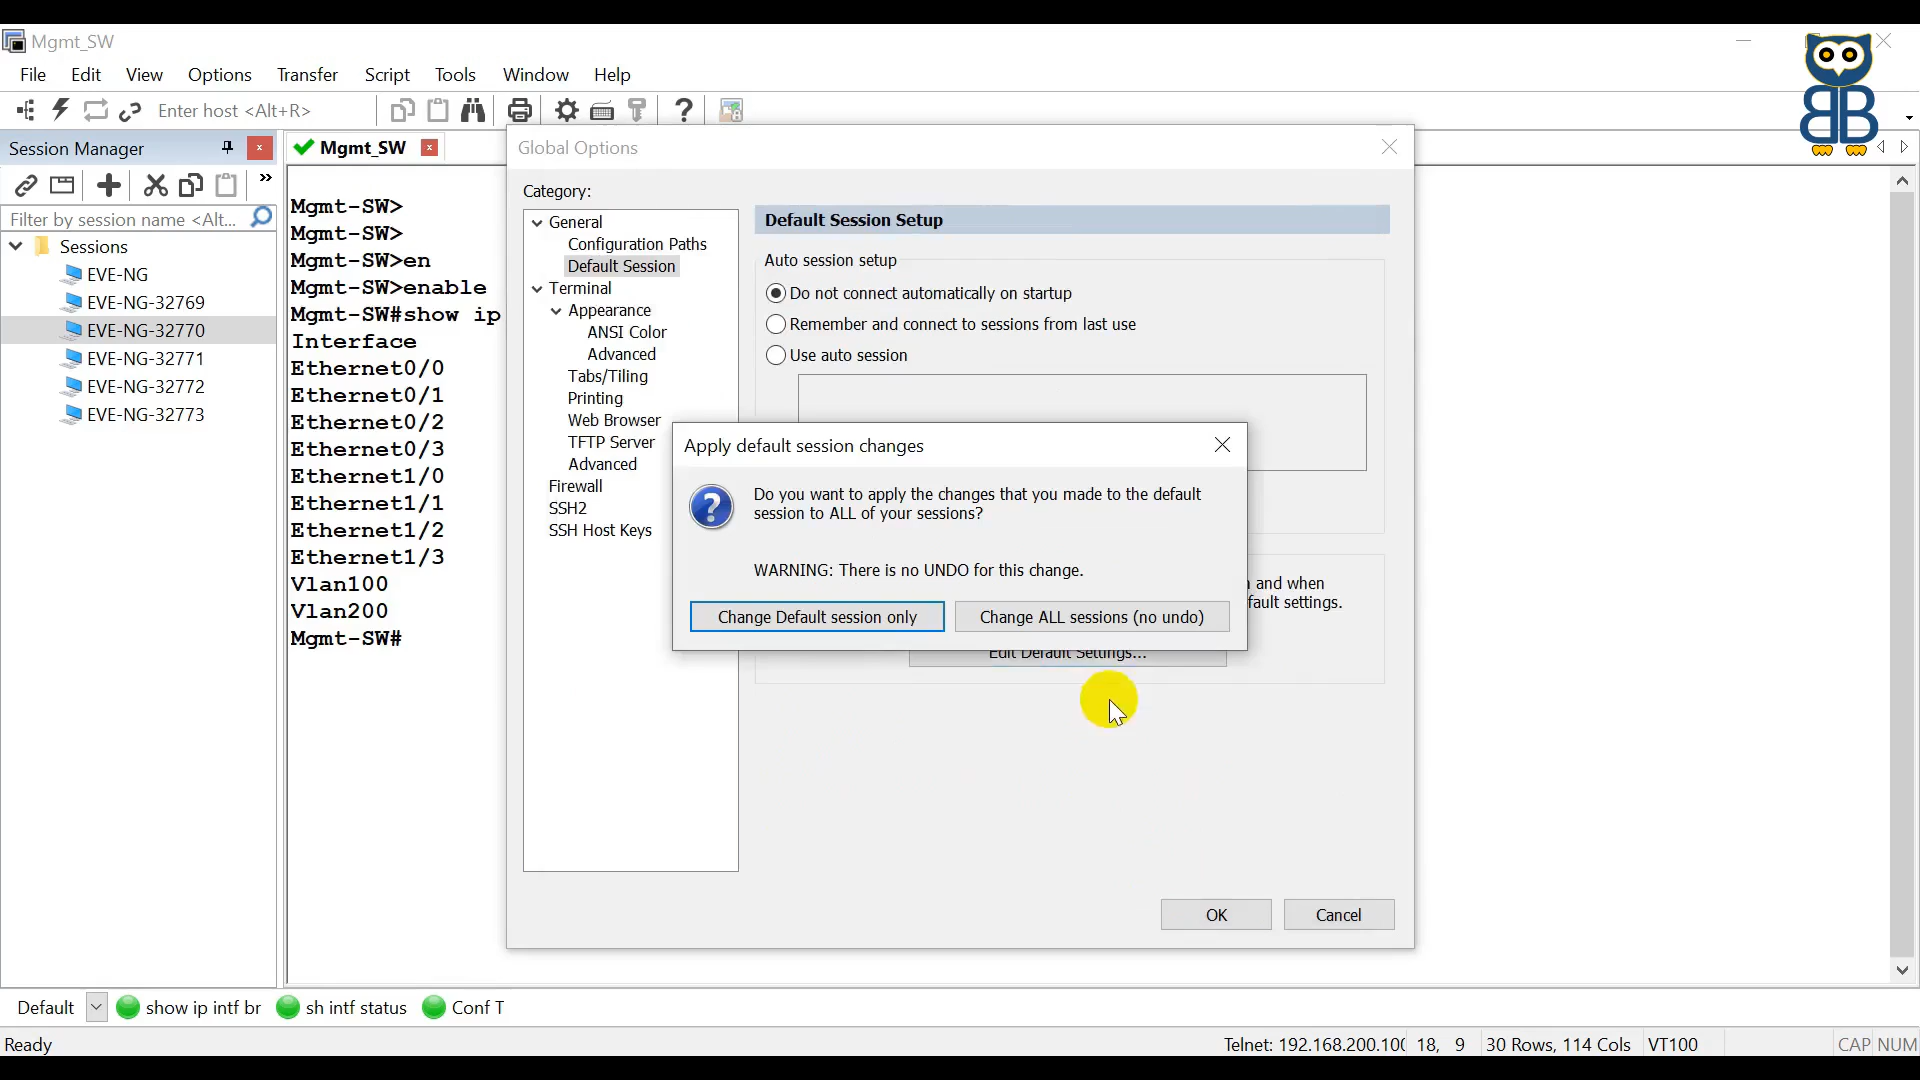 Mgmt_SW
File Edit View Options Transfer Script Tools Window Help
Enter host <Alt+R>
Session Manager
Filter by session name <Alt...
Sessions
EVE-NG
EVE-NG-32769
EVE-NG-32770
EVE-NG-32771
EVE-NG-32772
EVE-NG-32773
Mgmt_SW
Mgmt-SW>
Mgmt-SW>
Mgmt-SW>en
Mgmt-SW>enable
Mgmt-SW#show ip
Interface
Ethernet0/0
Ethernet0/1
Ethernet0/2
Ethernet0/3
Ethernet1/0
Ethernet1/1
Ethernet1/2
Ethernet1/3
Vlan100
Vlan200
Mgmt-SW#
Global Options
Category:
General
Configuration Paths
Default Session
Terminal
Appearance
ANSI Color
Advanced
Tabs/Tiling
Printing
Web Browser
TFTP Server
Advanced
Firewall
SSH2
SSH Host Keys
Default Session Setup
Auto session setup
Do not connect automatically on startup
Remember and connect to sessions from last use
Use auto session
Apply default session changes
Do you want to apply the changes that you made to the default
session to ALL of your sessions?
WARNING: There is no UNDO for this change.
Change Default session only
Change ALL sessions (no undo)
and when
fault settings.
Edit Default Settings...
OK
Cancel
BB
Default show ip intf br sh intf status Conf T
Ready Telnet: 192.168.200.100 18, 9 30 Rows, 114 Cols VT100 CAP NUM